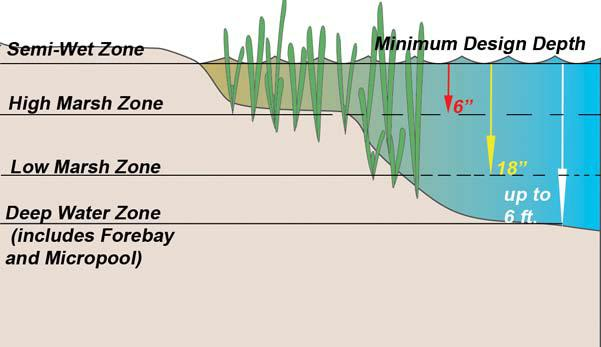 Semi-Wet Zone
Minimum Design Depth
High Marsh Zone
6”
Low Marsh Zone
18”
up to
6 ft.
Deep Water Zone
(includes Forebay
and Micropool)